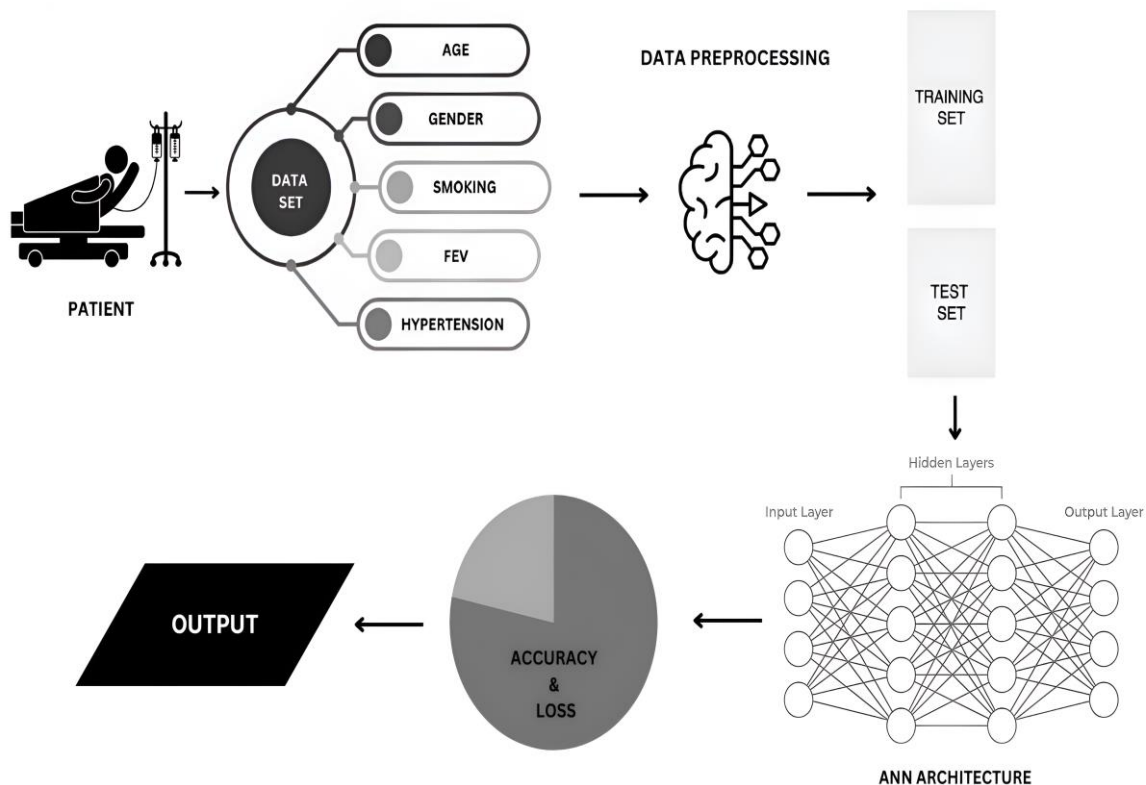 AGE
GENDER
SMOKING
FEV
HYPERTENSION
DATA
SET
PATIENT
DATA PREPROCESSING
TRAINING
SET
TEST
SET
Hidden Layers
Input Layer
Output Layer
ANN ARCHITECTURE
ACCURACY
&
LOSS
OUTPUT